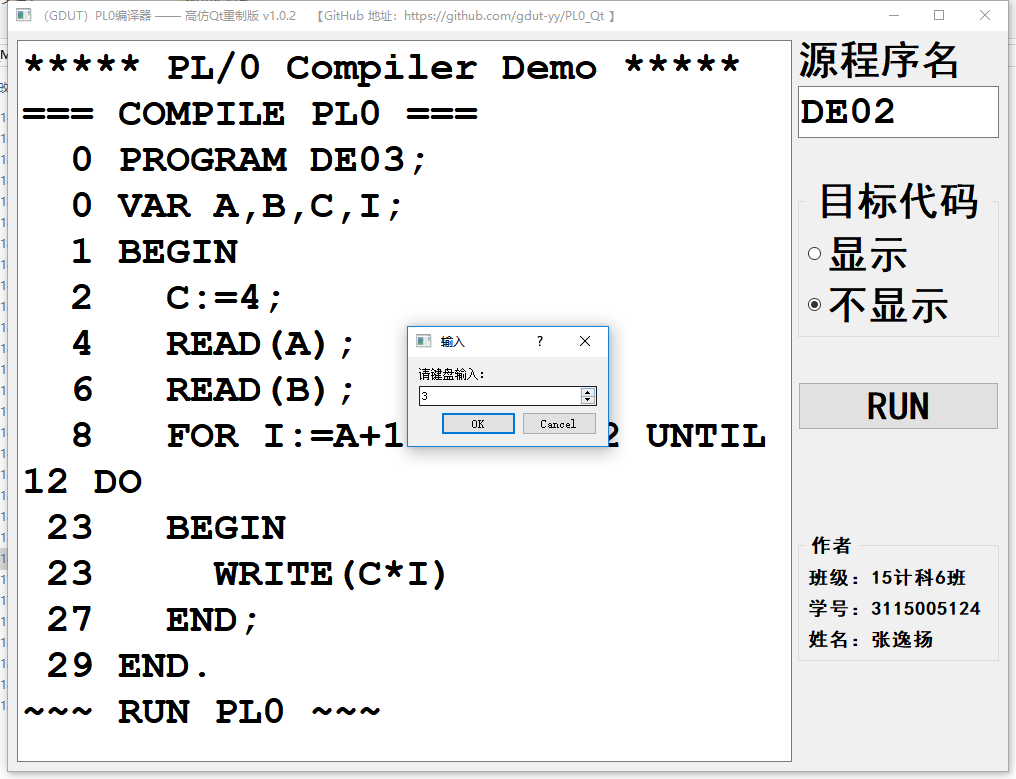 （GDUT）PL0编译器 —— 高仿Qt重制版 v1.0.2 【GitHub 地址：https://github.com/gdut-yy/PL0_Qt 】
***** PL/0 Compiler Demo *****
=== COMPILE PL0 ===
0 PROGRAM DE03;
0 VAR A,B,C,I;
1 BEGIN
2 C:=4;
4 READ(A);
6 READ(B);
8 FOR I:=A+1 2 UNTIL
12 DO
23 BEGIN
23 WRITE(C*I)
27 END;
29 END.
~~~ RUN PL0 ~~~
输入
?
请键盘输入：
3
OK
Cancel
源程序名
DE02
目标代码
显示
不显示
RUN
作者
班级：15计科6班
学号：3115005124
姓名：张逸扬